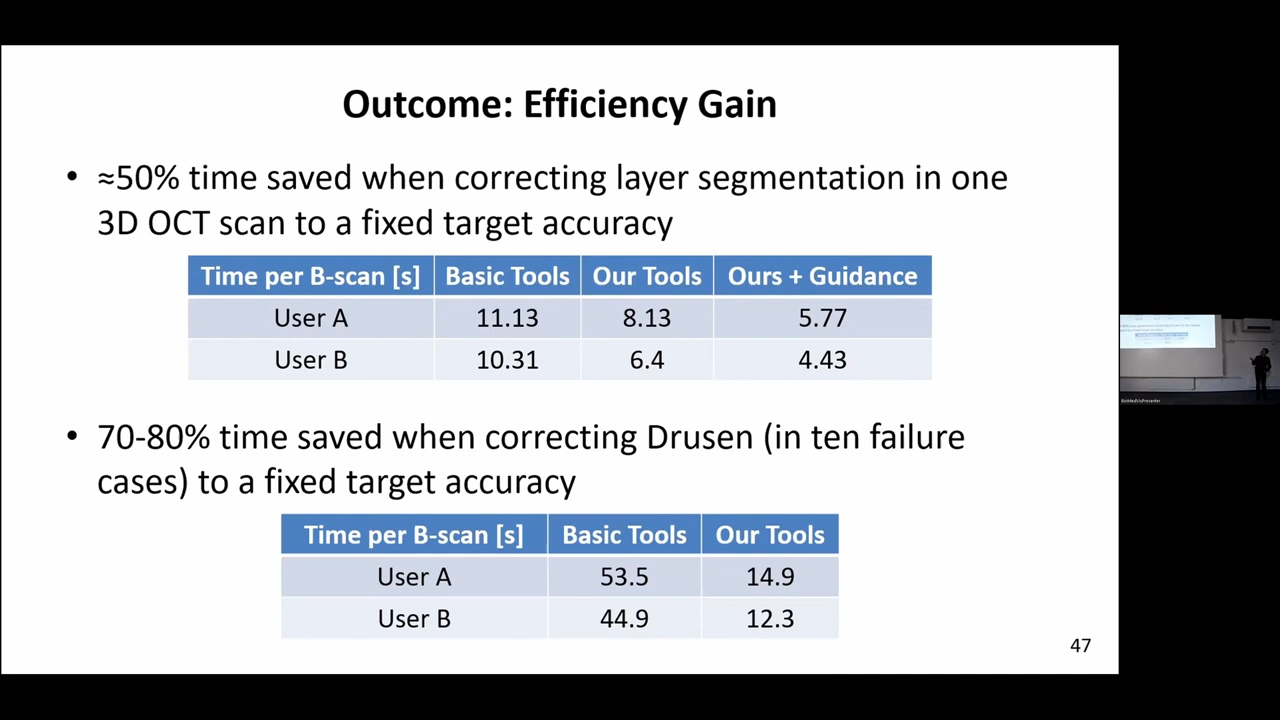 Outcome: Efficiency Gain
• ≈50% time saved when correcting layer segmentation in one
3D OCT scan to a fixed target accuracy
Time per B-scan [s] Basic Tools Our Tools Ours + Guidance
User A 11.13 8.13 5.77
User B 10.31 6.4 4.43
• 70-80% time saved when correcting Drusen (in ten failure
cases) to a fixed target accuracy
Time per B-scan [s] Basic Tools Our Tools
User A 53.5 14.9
User B 44.9 12.3
47
BioMedVisPresenter